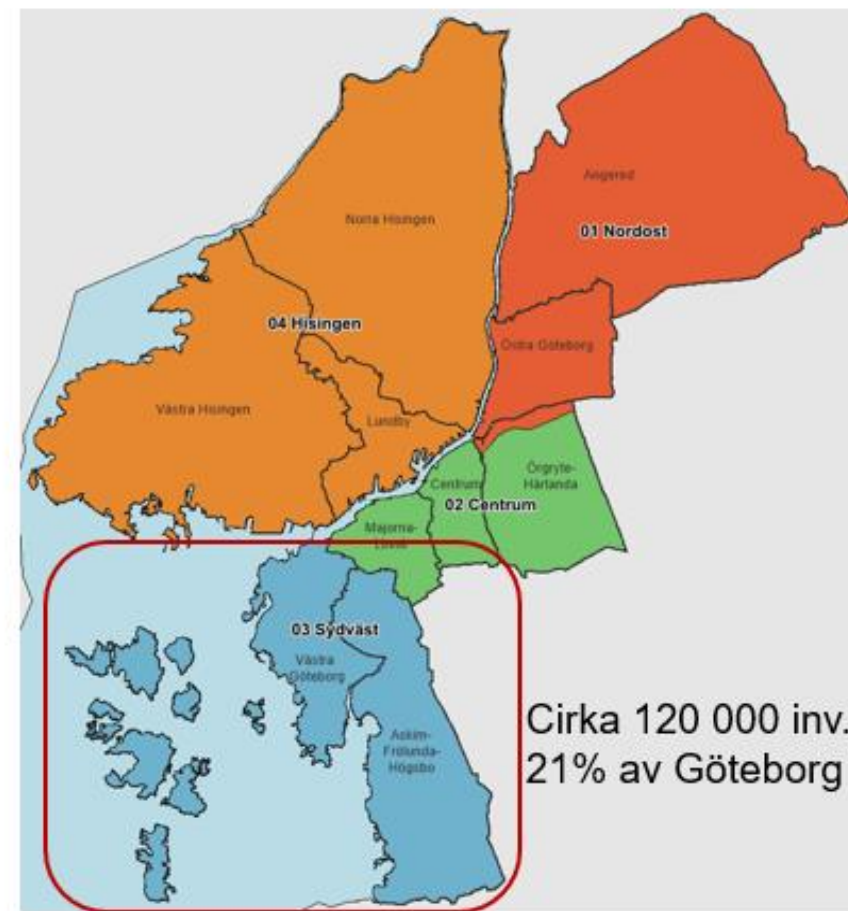 Angered
Norra Hisingen
01 Nordost
04 Hisingen
Östra Göteborg
Västra Hisingen
Lundby
Centrum
Örgryte-
Härlanda
02 Centrum
Majorna-
Linné
03 Sydväst
Västra
Göteborg
Askim-
Frölunda-
Högsbo
Cirka 120 000 inv.
21% av Göteborg